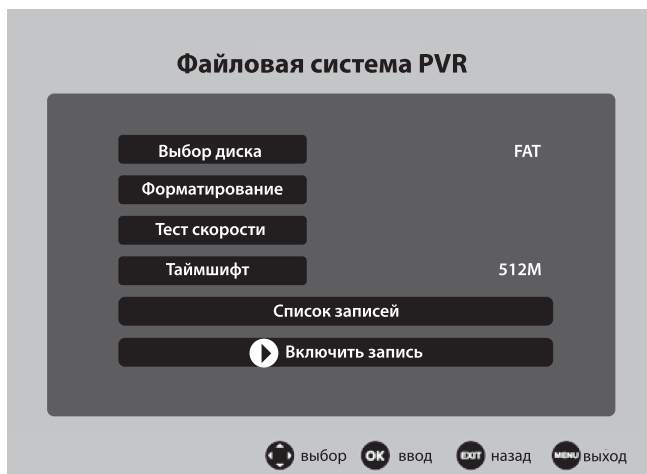 Файловая система PVR
Выбор диска FAT
Форматирование
Тест скорости
Таймшифт 512M
Список записей
Включить запись
выбор OK ввод EXIT назад MENU выход